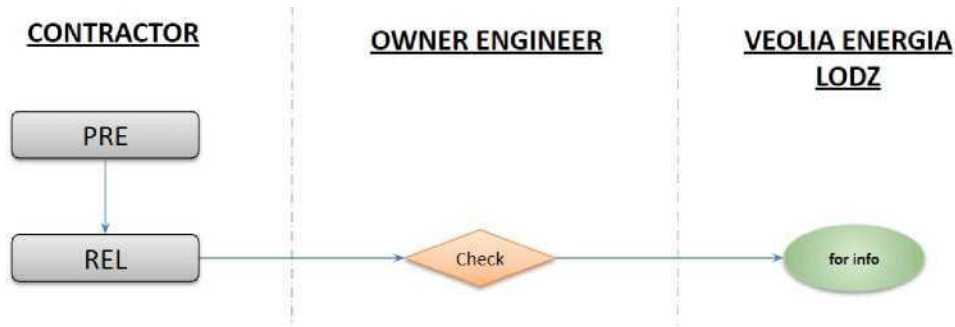 CONTRACTOR
OWNER ENGINEER
VEOLIA ENERGIA
LODZ
PRE
REL
Check
for info